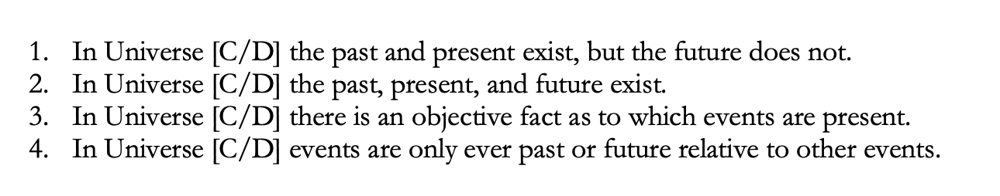 1. In Universe [C/D] the past and present exist, but the future does not.
2. In Universe [C/D] the past, present, and future exist.
3. In Universe [C/D] there is an objective fact as to which events are present.
4. In Universe [C/D] events are only ever past or future relative to other events.